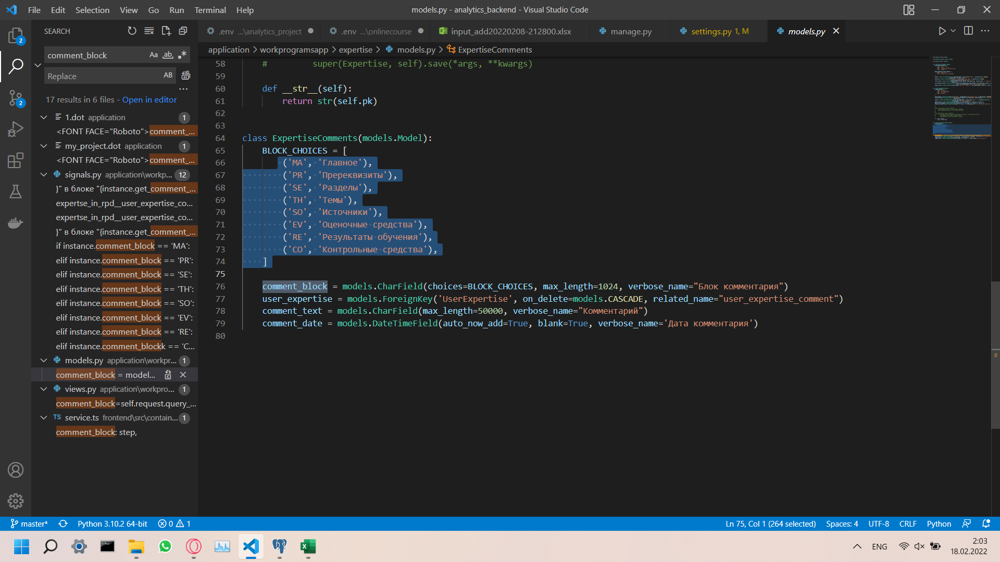 File Edit Selection View Go Run Terminal Help
models.py - analytics_backend - Visual Studio Code
SEARCH
.env ...\analytics_project
.env ...\onlinecourse
input_add20220208-212800.xlsx
manage.py
settings.py 1, M
models.py
application > workprogramsapp > expertise > models.py > ExpertiseComments
2
2
comment_block
Aa ab
Replace
AB
17 results in 6 files - Open in editor
1.dot application 1
<FONT FACE="Roboto">comment_...
my_project.dot application 1
<FONT FACE="Roboto">comment_...
signals.py application\workp... 12
}" в блоке "{instance.get_comment_...
expertse_in_rpd__user_expertise_co...
expertse_in_rpd__user_expertise_co...
}" в блоке "{instance.get_comment_...
if instance.comment_block == 'MA':
elif instance.comment_block == 'PR':
elif instance.comment_block == 'SE':
elif instance.comment_block == 'TH':
elif instance.comment_block == 'SO':
elif instance.comment_block == 'EV':
elif instance.comment_block == 'RE':
elif instance.comment_blockk == 'C...
models.py application\workpr... 1
comment_block = model...
views.py application\workpro... 1
comment_block=self.request.query_...
TS service.ts frontend\src\contain... 1
comment_block: step,
58 # super(Expertise, self).save(*args, **kwargs)
59
60 def __str__(self):
61 return str(self.pk)
62
63
64 class ExpertiseComments(models.Model):
65 BLOCK_CHOICES = [
66 ('MA', 'Главное'),
67 ('PR', 'Пререквизиты'),
68 ('SE', 'Разделы'),
69 ('TH', 'Темы'),
70 ('SO', 'Источники'),
71 ('EV', 'Оценочные средства'),
72 ('RE', 'Результаты обучения'),
73 ('CO', 'Контрольные средства'),
74 ]
75
76 comment_block = models.CharField(choices=BLOCK_CHOICES, max_length=1024, verbose_name="Блок комментария")
77 user_expertise = models.ForeignKey('UserExpertise', on_delete=models.CASCADE, related_name="user_expertise_comment")
78 comment_text = models.CharField(max_length=50000, verbose_name="Комментарий")
79 comment_date = models.DateTimeField(auto_now_add=True, blank=True, verbose_name='Дата комментария')
80
master* Python 3.10.2 64-bit 0 1
Ln 75, Col 1 (264 selected) Spaces: 4 UTF-8 CRLF Python
ENG
2:03
18.02.2022